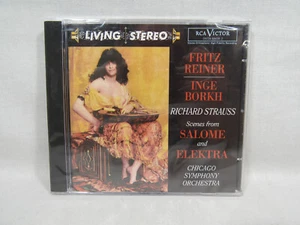 LIVING STEREO
RCA VICTOR
FRITZ REINER
INGE BORKH
RICHARD STRAUSS
Scenes from
SALOME
and
ELEKTRA
CHICAGO
SYMPHONY
ORCHESTRA